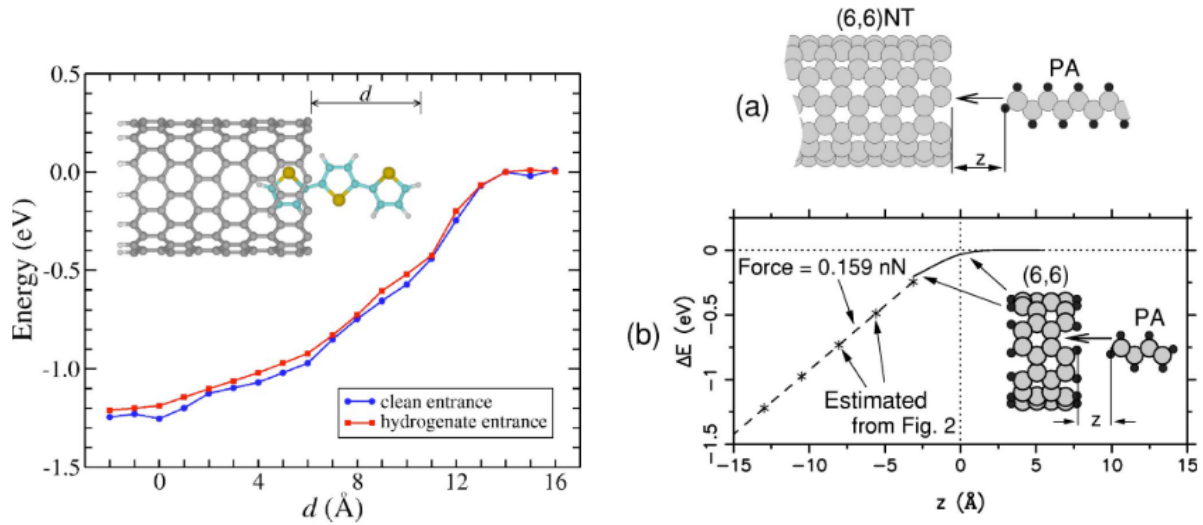 0.5
0.0
-0.5
-1.0
-1.5
Energy (eV)
d
clean entrance
hydrogenate entrance
0 4 8 12 16
d (Å)
(6,6)NT
PA
(a)
z
(b)
0
−0.5
−1
−1.5
ΔE (eV)
Force = 0.159 nN
(6,6)
PA
Estimated
from Fig. 2
z
−15 −10 −5 0 5 10 15
z (Å)